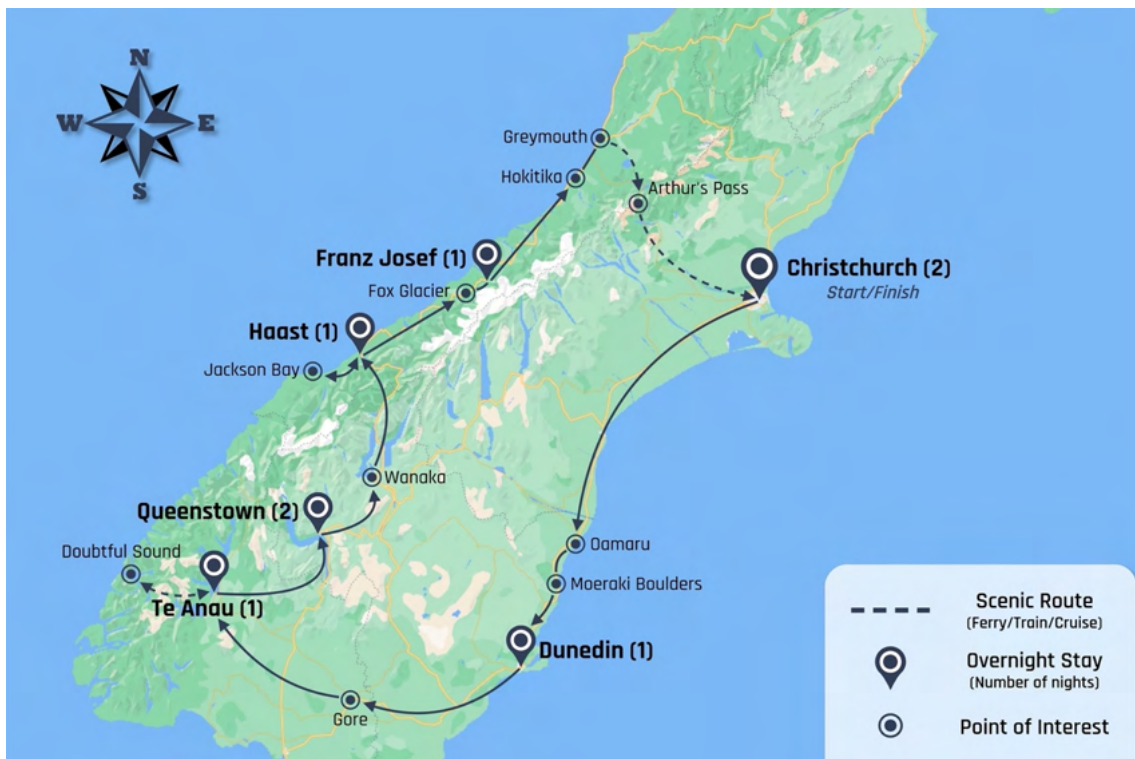 N
W
E
S
Greymouth
Hokitika
Arthur's Pass
Franz Josef (1)
Christchurch (2)
Start/Finish
Fox Glacier
Haast (1)
Jackson Bay
Wanaka
Queenstown (2)
Doubtful Sound
Oamaru
Te Anau (1)
Moeraki Boulders
Dunedin (1)
Gore
Scenic Route
(Ferry/Train/Cruise)
Overnight Stay
(Number of nights)
Point of Interest